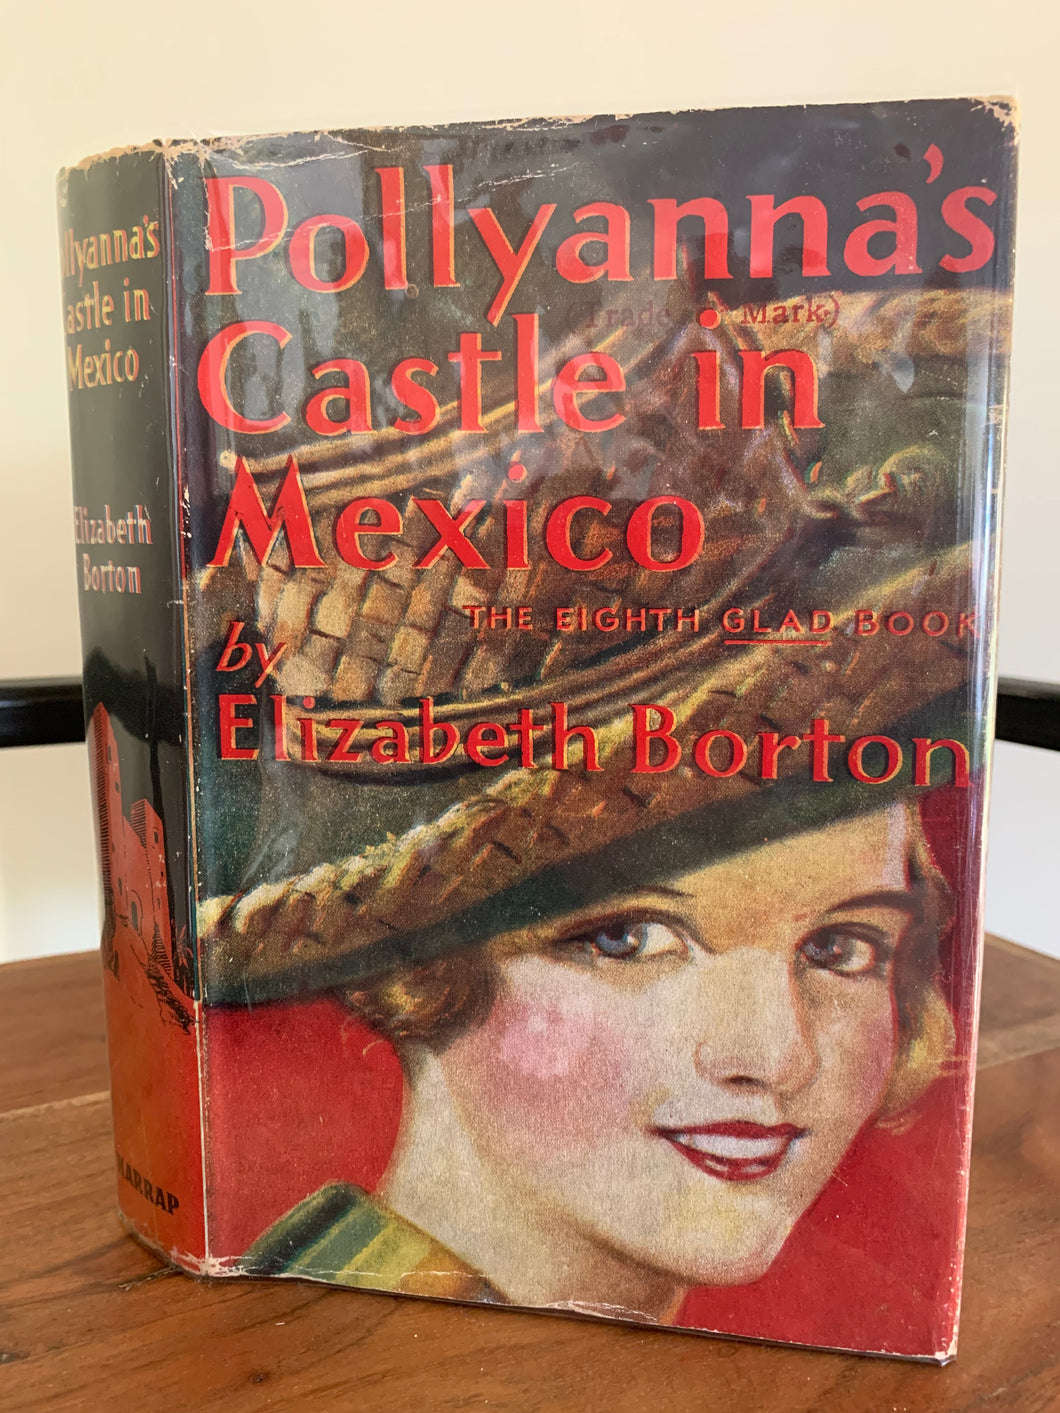 Pollyanna's
(Trade Mark)
Castle in
Mexico
THE EIGHTH GLAD BOOK
by
Elizabeth Borton
llyanna's
astle in
Mexico
Elizabeth
Borton
HARRAP